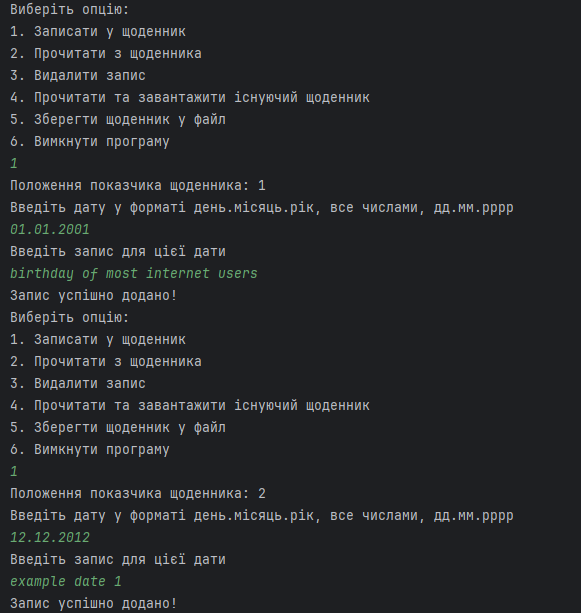 Виберіть опцію:
1. Записати у щоденник
2. Прочитати з щоденника
3. Видалити запис
4. Прочитати та завантажити існуючий щоденник
5. Зберегти щоденник у файл
6. Вимкнути програму
1
Положення показчика щоденника: 1
Введіть дату у форматі день.місяць.рік, все числами, дд.мм.рррр
01.01.2001
Введіть запис для цієї дати
birthday of most internet users
Запис успішно додано!
Виберіть опцію:
1. Записати у щоденник
2. Прочитати з щоденника
3. Видалити запис
4. Прочитати та завантажити існуючий щоденник
5. Зберегти щоденник у файл
6. Вимкнути програму
1
Положення показчика щоденника: 2
Введіть дату у форматі день.місяць.рік, все числами, дд.мм.рррр
12.12.2012
Введіть запис для цієї дати
example date 1
Запис успішно додано!